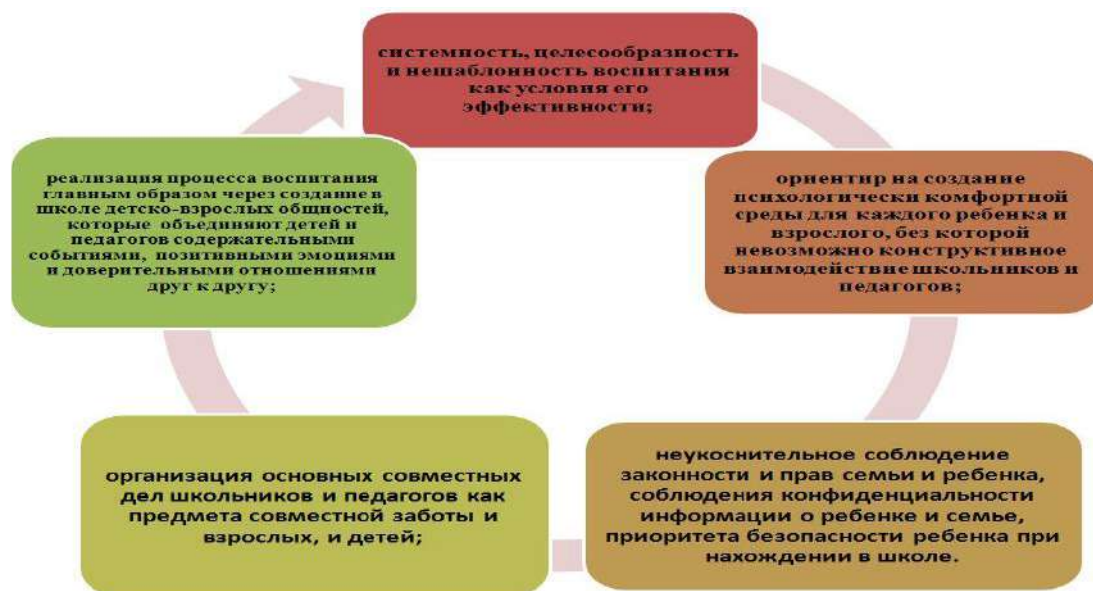 системность, целесообразность
и нешаблонность воспитания
как условия его
эффективности;
ориентир на создание
психологически комфортной
среды для каждого ребенка и
взрослого, без которой
невозможно конструктивное
взаимодействие школьников и
педагогов;
неукоснительное соблюдение
законности и прав семьи и ребенка,
соблюдения конфиденциальности
информации о ребенке и семье,
приоритета безопасности ребенка при
нахождении в школе.
организация основных совместных
дел школьников и педагогов как
предмета совместной заботы и
взрослых, и детей;
реализация процесса воспитания
главным образом через создание в
школе детско-взрослых общностей,
которые объединяют детей и
педагогов содержательными
событиями, позитивными эмоциями
и доверительными отношениями
друг к другу;